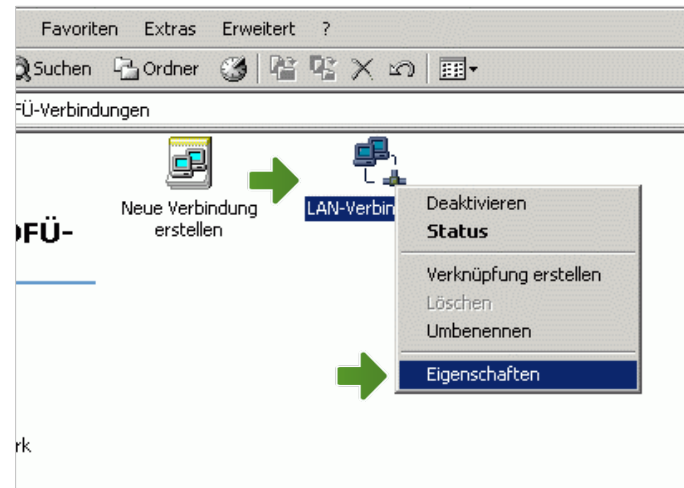 Favoriten Extras Erweitert ?
Suchen Ordner
FÜ-Verbindungen
Neue Verbindung
erstellen
LAN-Verbin
DFÜ-
Deaktivieren
Status
Verknüpfung erstellen
Löschen
Umbenennen
Eigenschaften
rk